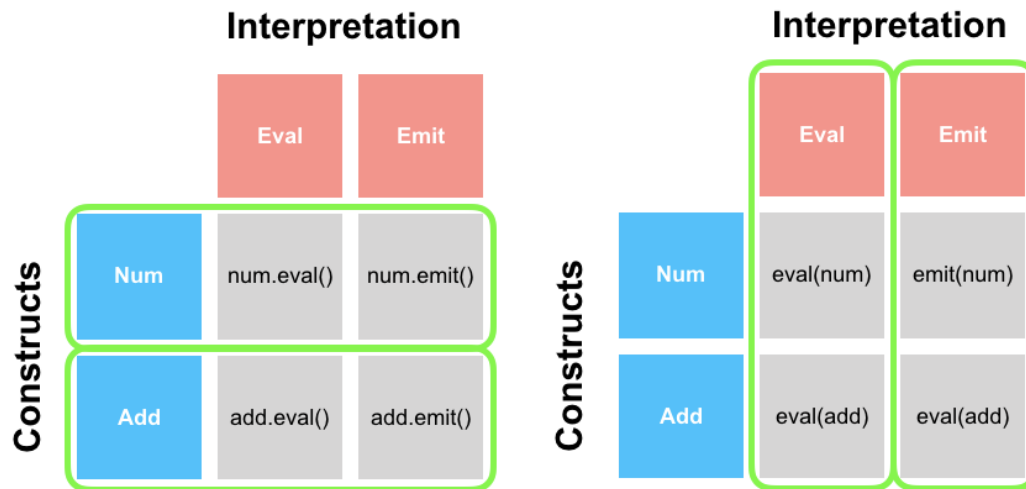 Interpretation
Eval Emit
Constructs
Num num.eval() num.emit()
Add add.eval() add.emit()
Interpretation
Eval Emit
Constructs
Num eval(num) emit(num)
Add eval(add) eval(add)